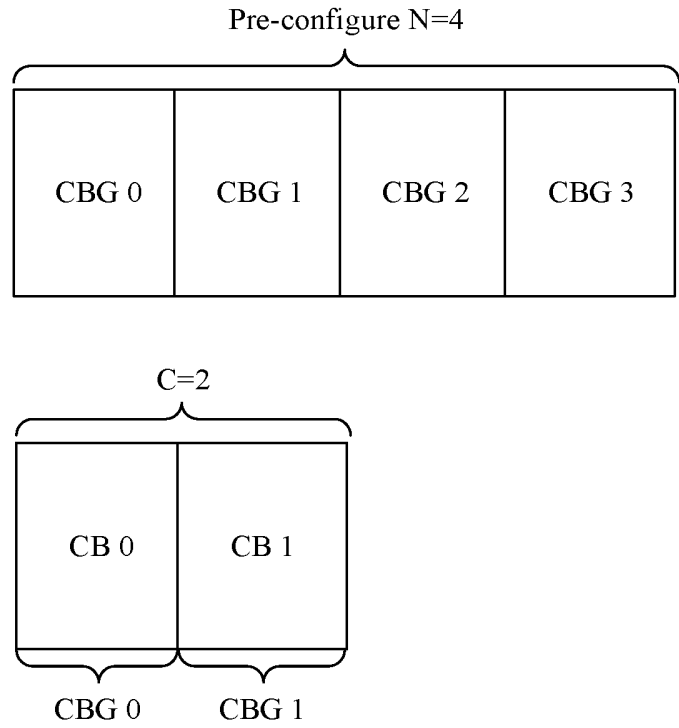 Pre-configure N=4
CBG 0 CBG 1 CBG 2 CBG 3
C=2
CB 0 CB 1
CBG 0 CBG 1